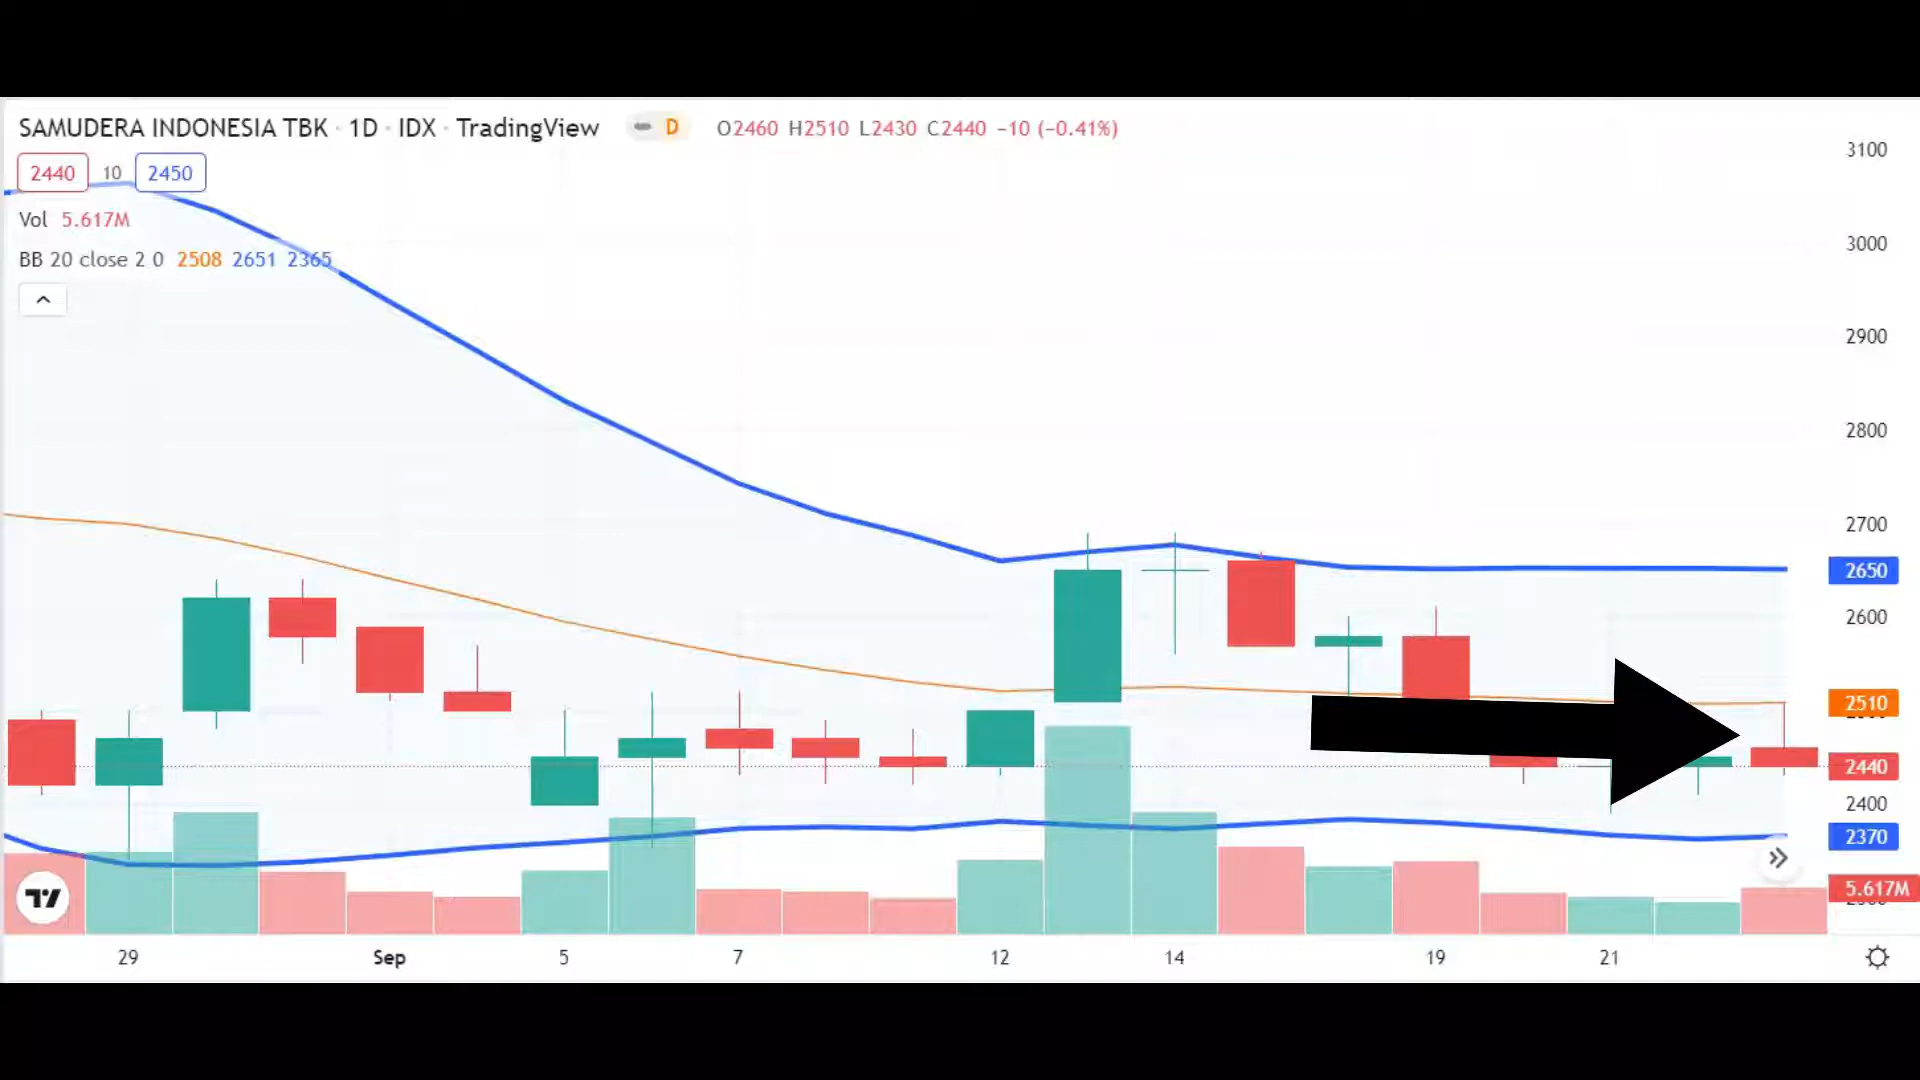 SAMUDERA INDONESIA TBK · 1D · IDX · TradingView D O2460 H2510 L2430 C2440 −10 (−0.41%)
2440 10 2450
Vol 5.617M
BB 20 close 2 0 2508 2651 2365
3100
3000
2900
2800
2700
2650
2600
2510
2440
2400
2370
5.617M
29 Sep 5 7 12 14 19 21